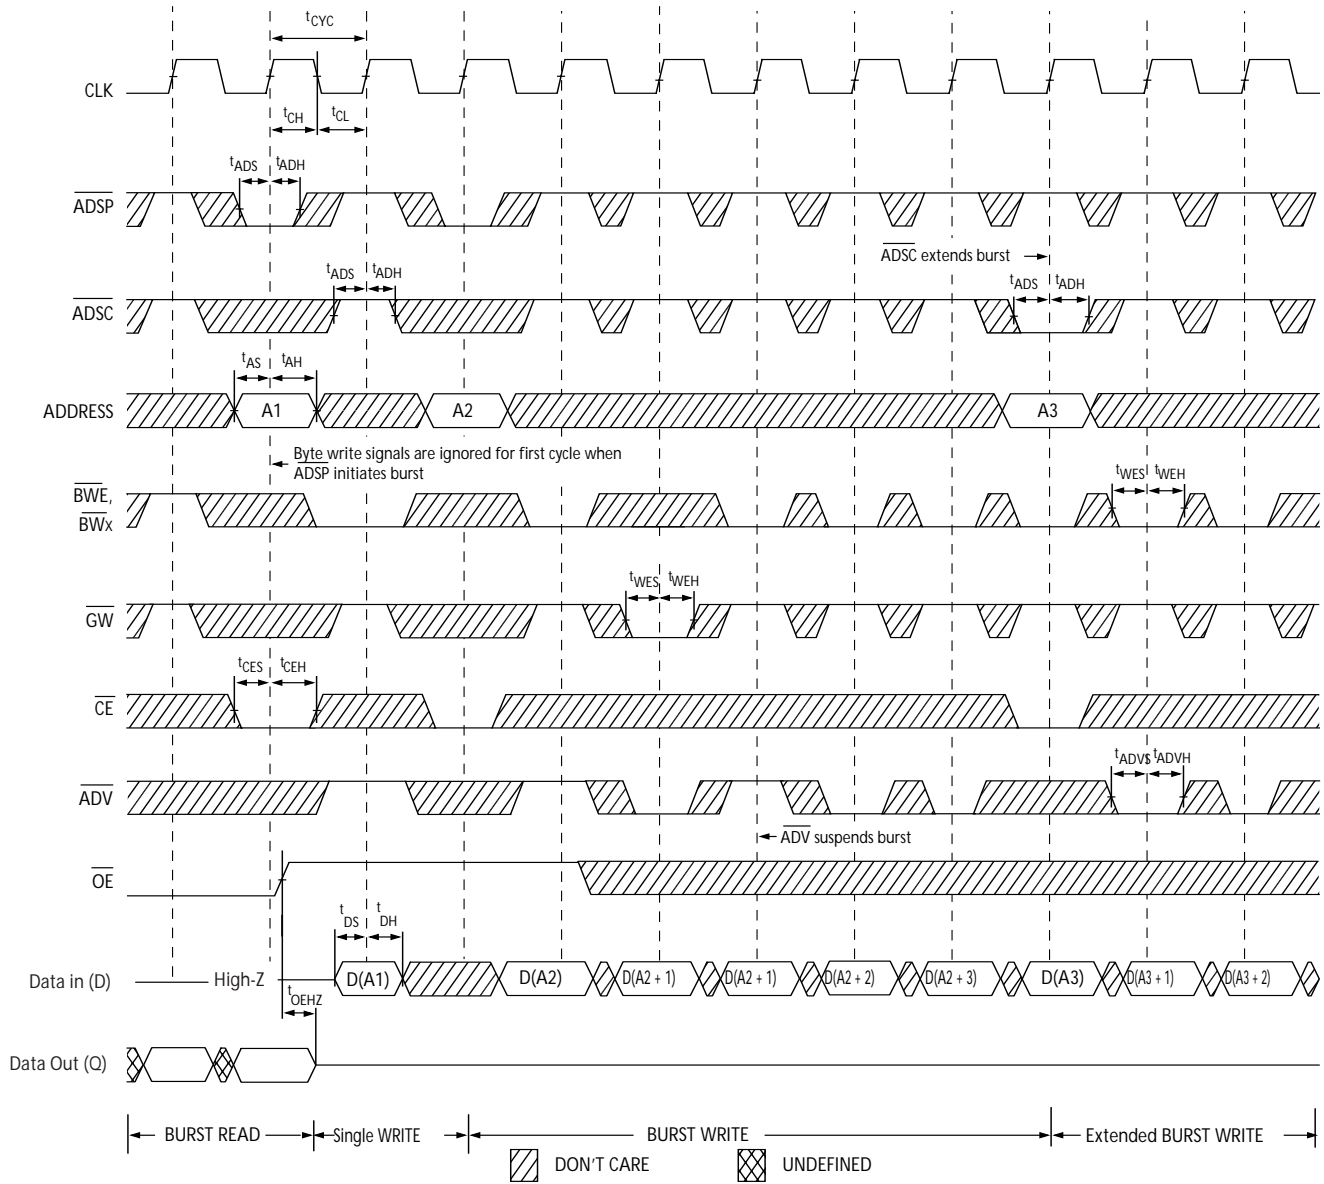 tCYC
CLK
tCH tCL
tADS tADH
ADSP
ADSC extends burst
tADS tADH
tADS tADH
ADSC
tAS tAH
ADDRESS A1 A2 A3
Byte write signals are ignored for first cycle when
ADSP initiates burst
tWES tWEH
BWE,
BWx
tWES tWEH
GW
tCES tCEH
CE
tADVS tADVH
ADV
ADV suspends burst
OE
tDS tDH
Data in (D) High-Z D(A1) D(A2) D(A2 + 1) D(A2 + 1) D(A2 + 2) D(A2 + 3) D(A3) D(A3 + 1) D(A3 + 2)
tOEHZ
Data Out (Q)
BURST READ Single WRITE BURST WRITE Extended BURST WRITE
DON'T CARE UNDEFINED